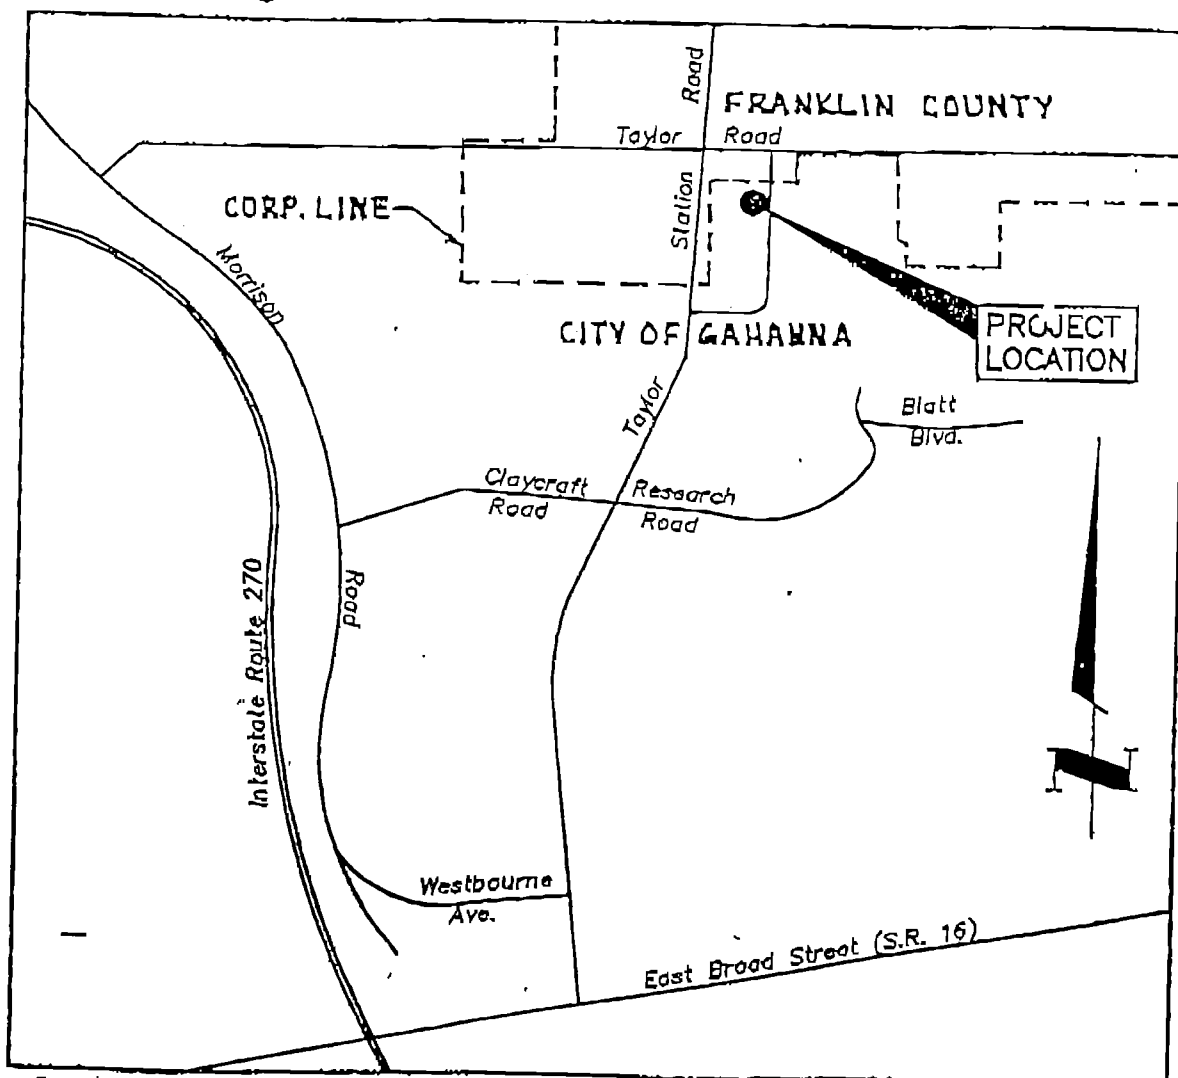 Road
FRANKLIN COUNTY
Taylor Road
Station
CORP. LINE
Morrison
CITY OF GAHANNA
PROJECT
LOCATION
Taylor
Blatt
Blvd.
Claycraft
Road
Research
Road
Interstate Route 270
Road
Westbourne
Ave.
East Broad Street (S.R. 16)
N